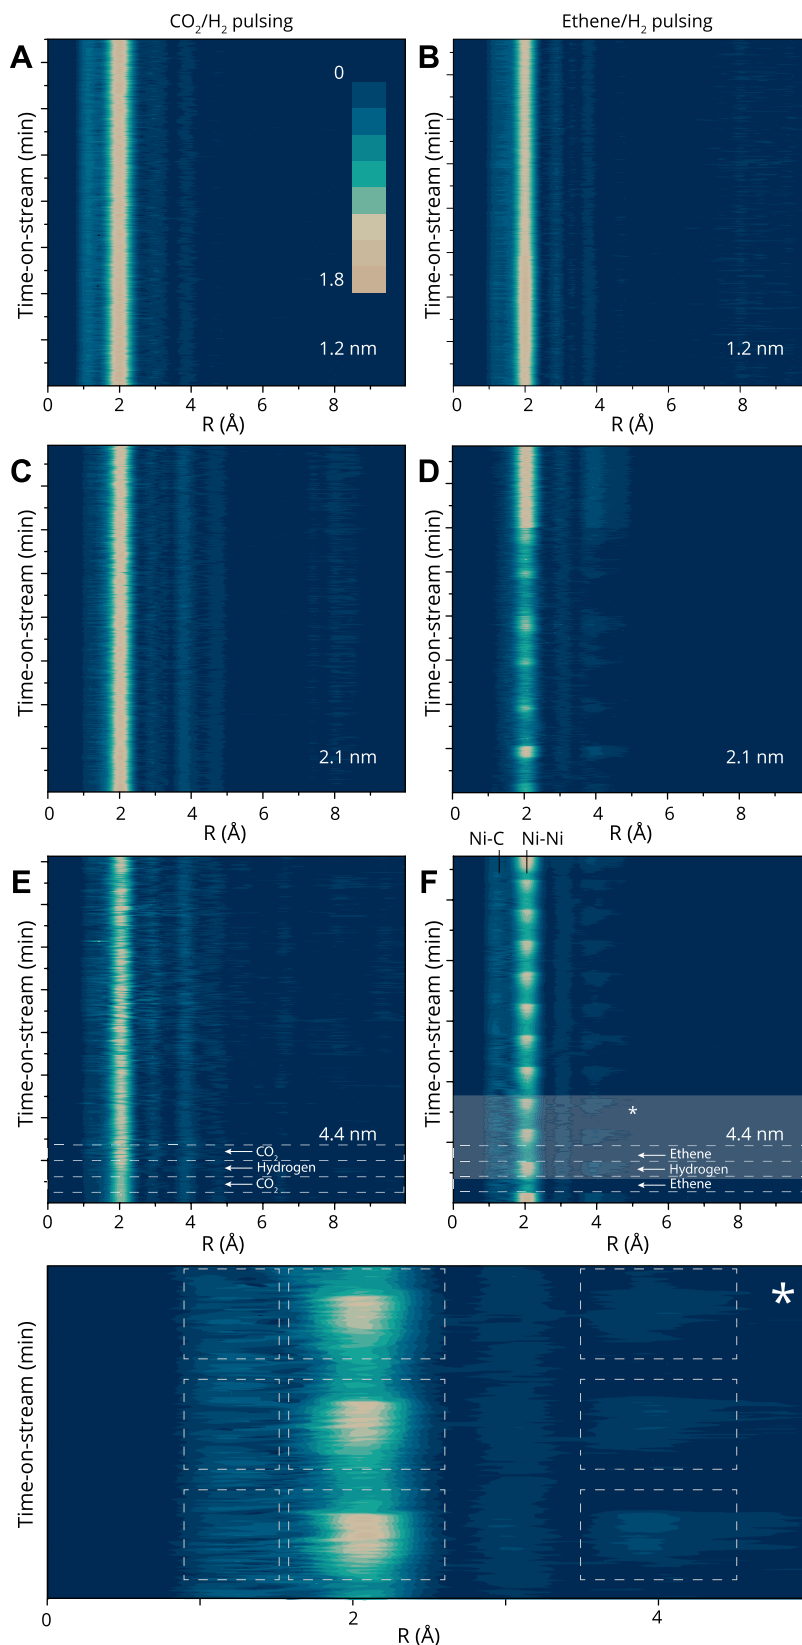 CO₂/H₂ pulsing
Ethene/H₂ pulsing
A
Time-on-stream (min)
0
1.8
1.2 nm
0 2 4 6 8
R (Å)
B
Time-on-stream (min)
1.2 nm
0 2 4 6 8
R (Å)
C
Time-on-stream (min)
2.1 nm
0 2 4 6 8
R (Å)
D
Time-on-stream (min)
2.1 nm
0 2 4 6 8
R (Å)
E
Time-on-stream (min)
4.4 nm
CO₂
Hydrogen
CO₂
0 2 4 6 8
R (Å)
Ni-C
Ni-Ni
F
Time-on-stream (min)
*
4.4 nm
Ethene
Hydrogen
Ethene
0 2 4 6 8
R (Å)
*
Time-on-stream (min)
0 2 4
R (Å)